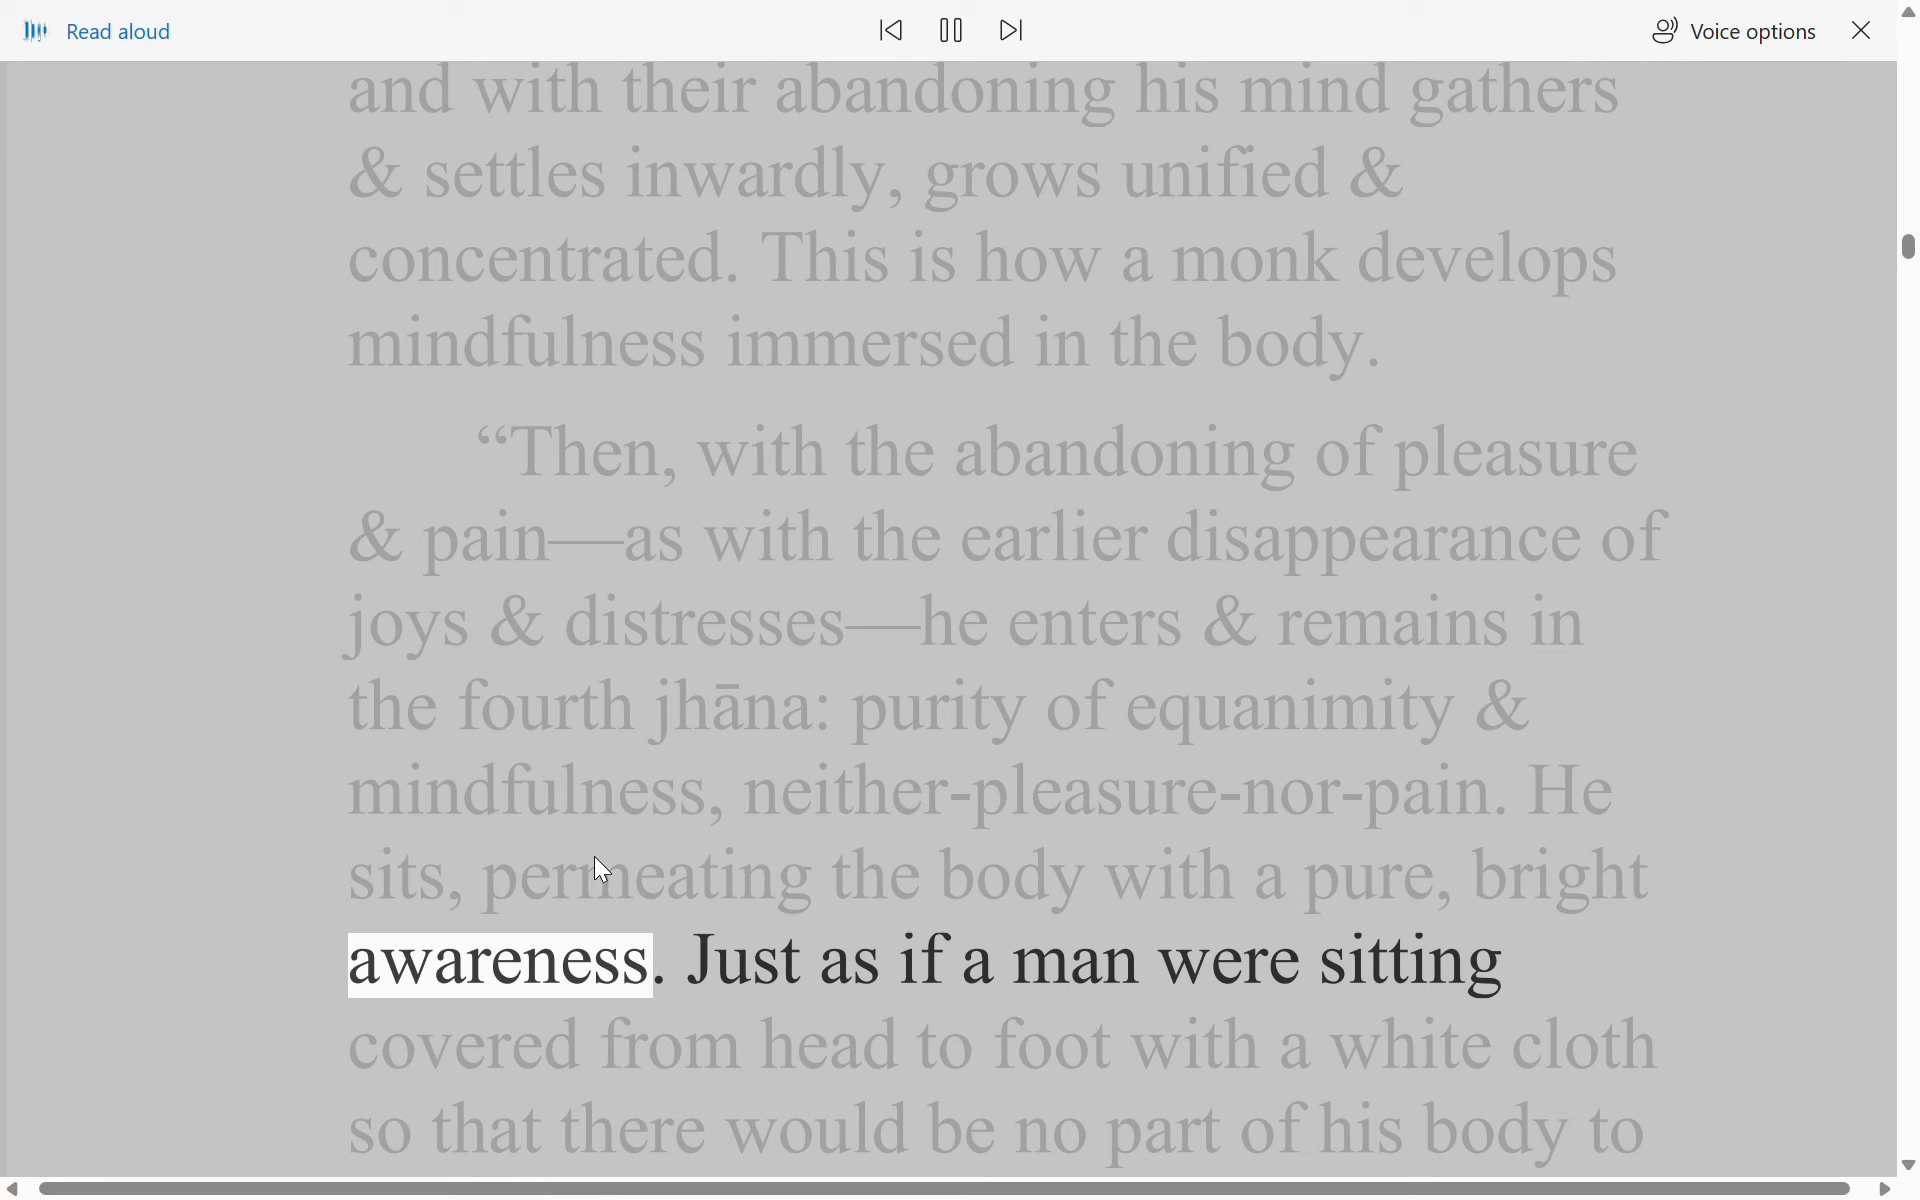 Read aloud
Voice options
and with their abandoning his mind gathers
& settles inwardly, grows unified &
concentrated. This is how a monk develops
mindfulness immersed in the body.
“Then, with the abandoning of pleasure
& pain—as with the earlier disappearance of
joys & distresses—he enters & remains in
the fourth jhāna: purity of equanimity &
mindfulness, neither-pleasure-nor-pain. He
sits, permeating the body with a pure, bright
awareness. Just as if a man were sitting
covered from head to foot with a white cloth
so that there would be no part of his body to